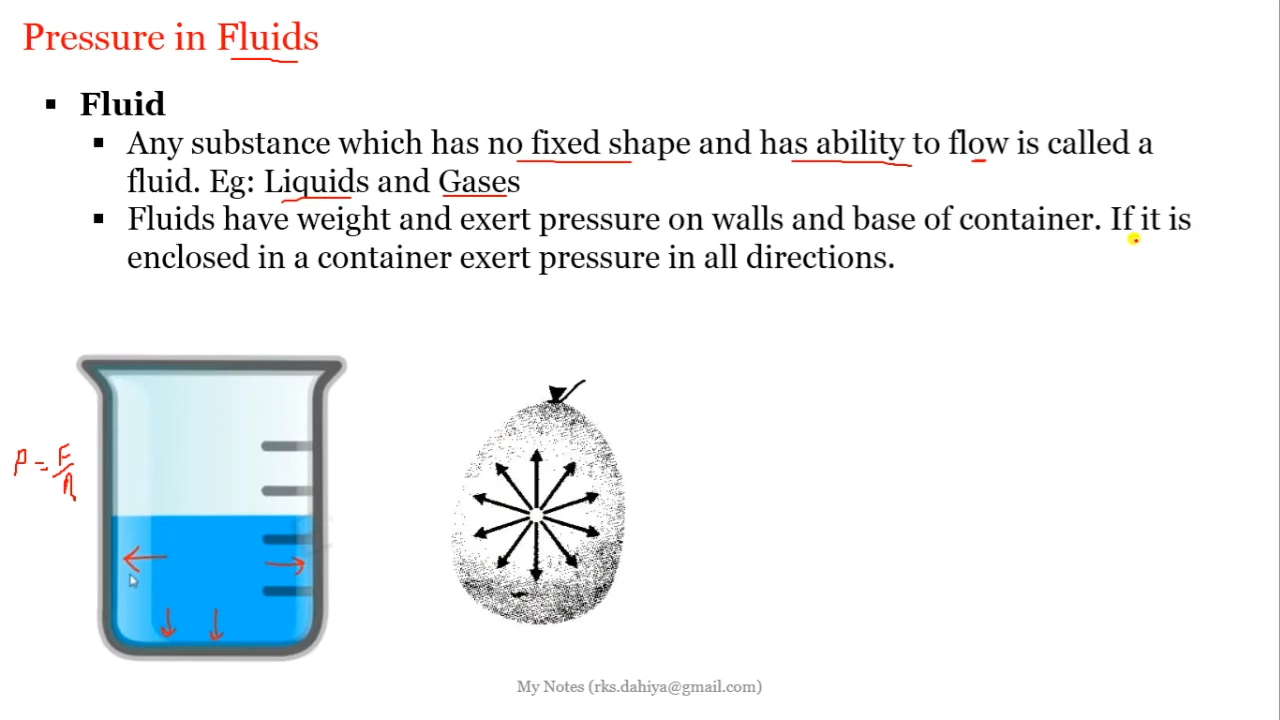 Pressure in Fluids
▪ Fluid
▪ Any substance which has no fixed shape and has ability to flow is called a
fluid. Eg: Liquids and Gases
▪ Fluids have weight and exert pressure on walls and base of container. If it is
enclosed in a container exert pressure in all directions.
P = F/A
My Notes (rks.dahiya@gmail.com)